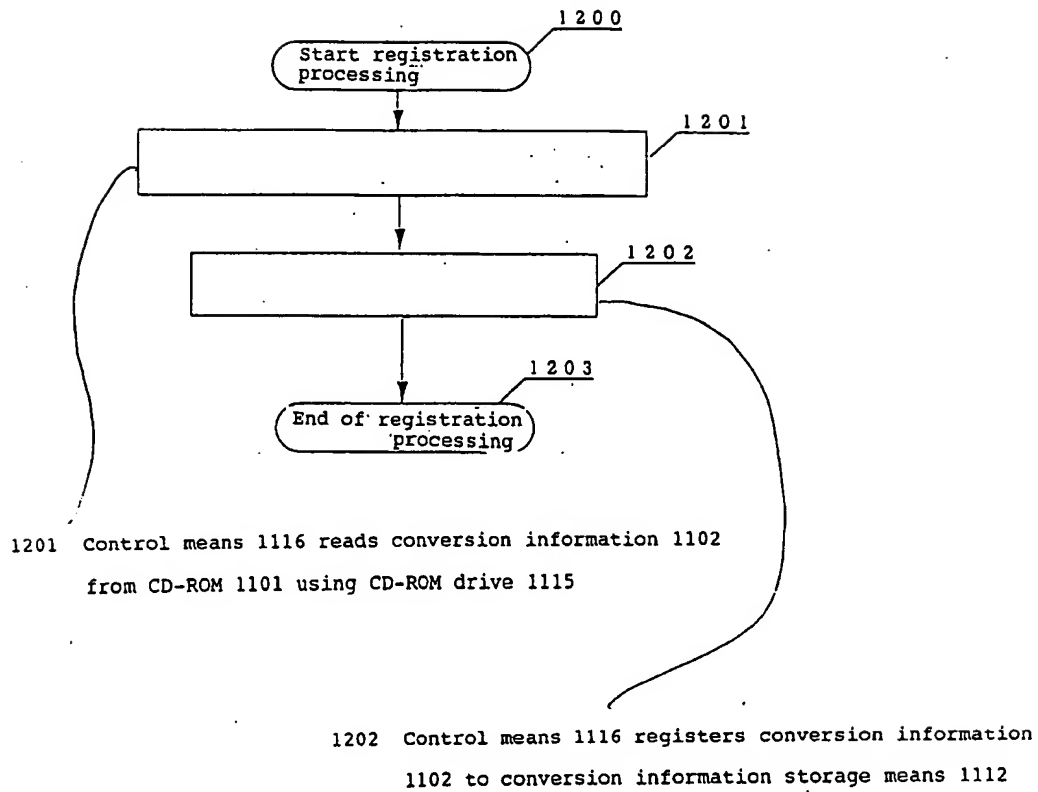 1200
Start registration
processing
1201
1202
1203
End of registration
processing
1201 Control means 1116 reads conversion information 1102
from CD-ROM 1101 using CD-ROM drive 1115
1202 Control means 1116 registers conversion information
1102 to conversion information storage means 1112